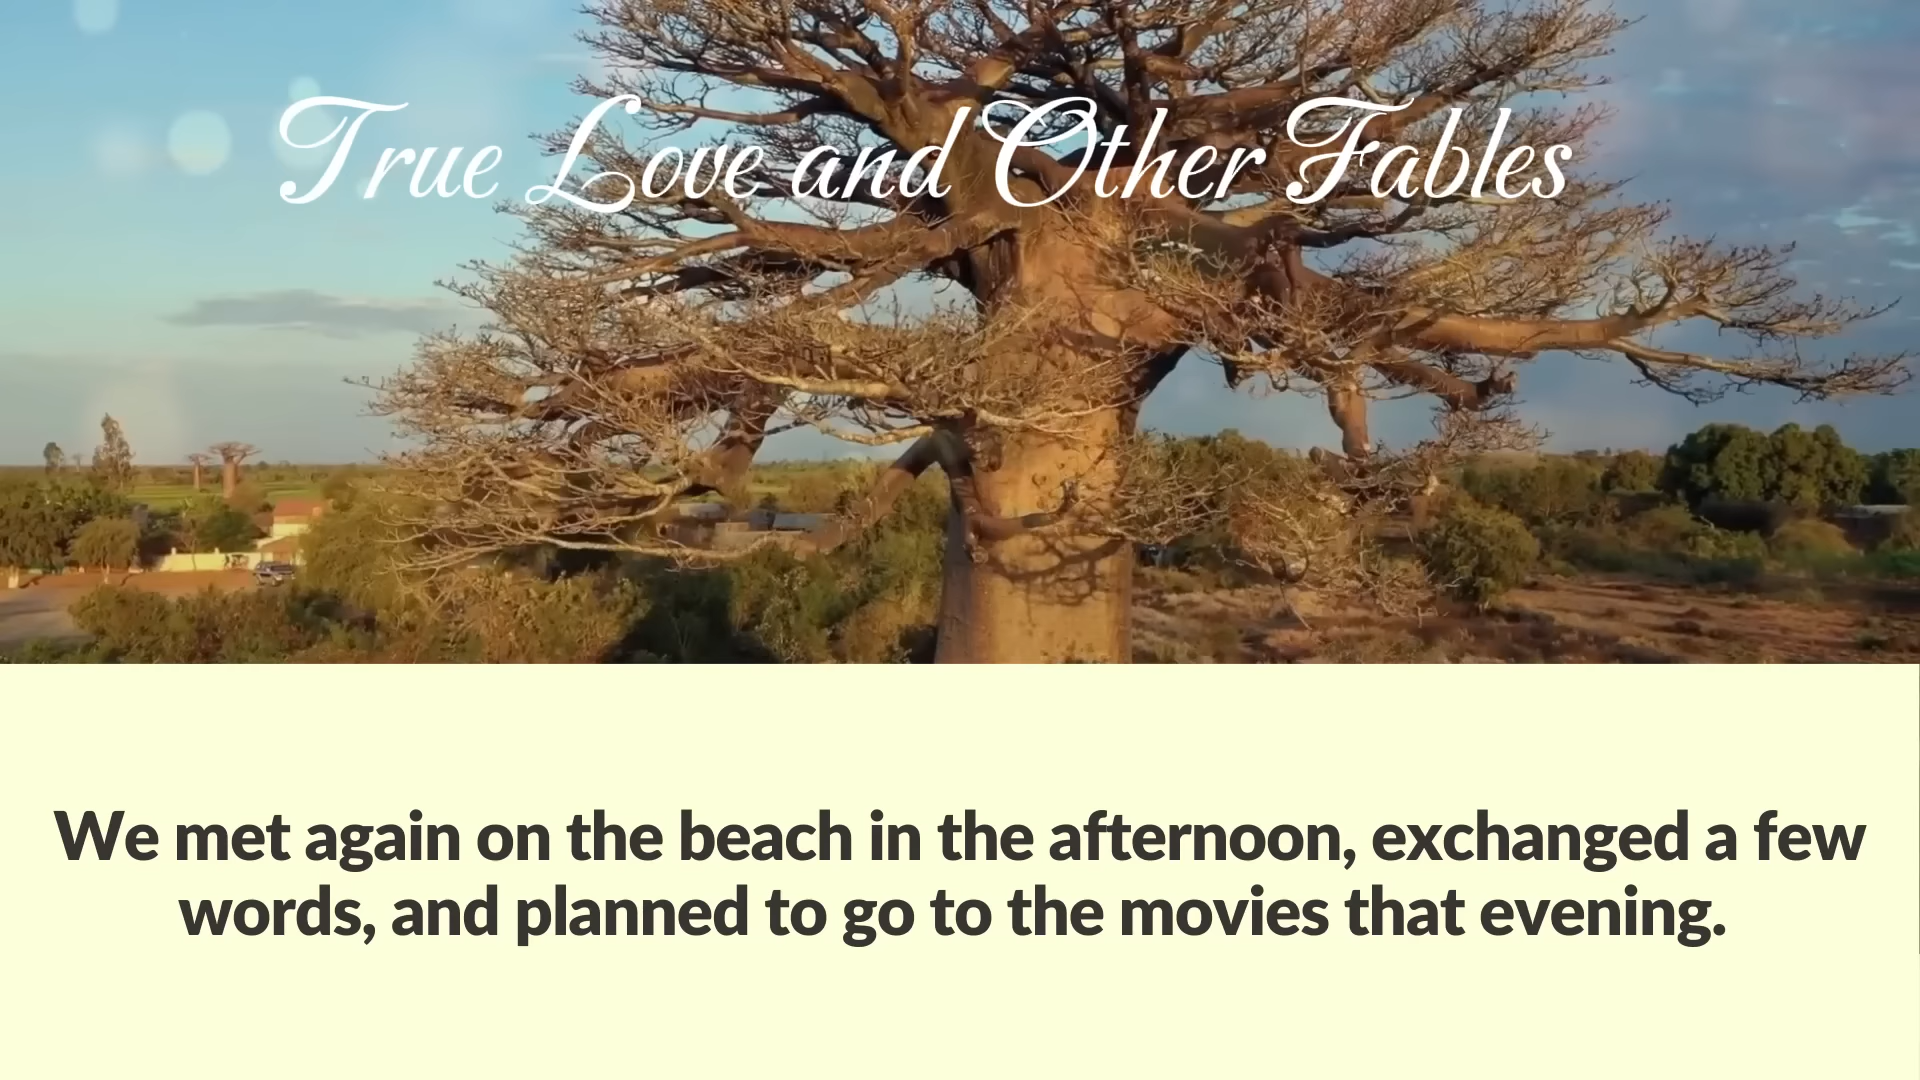 True Love and Other Fables
We met again on the beach in the afternoon, exchanged a few
words, and planned to go to the movies that evening.